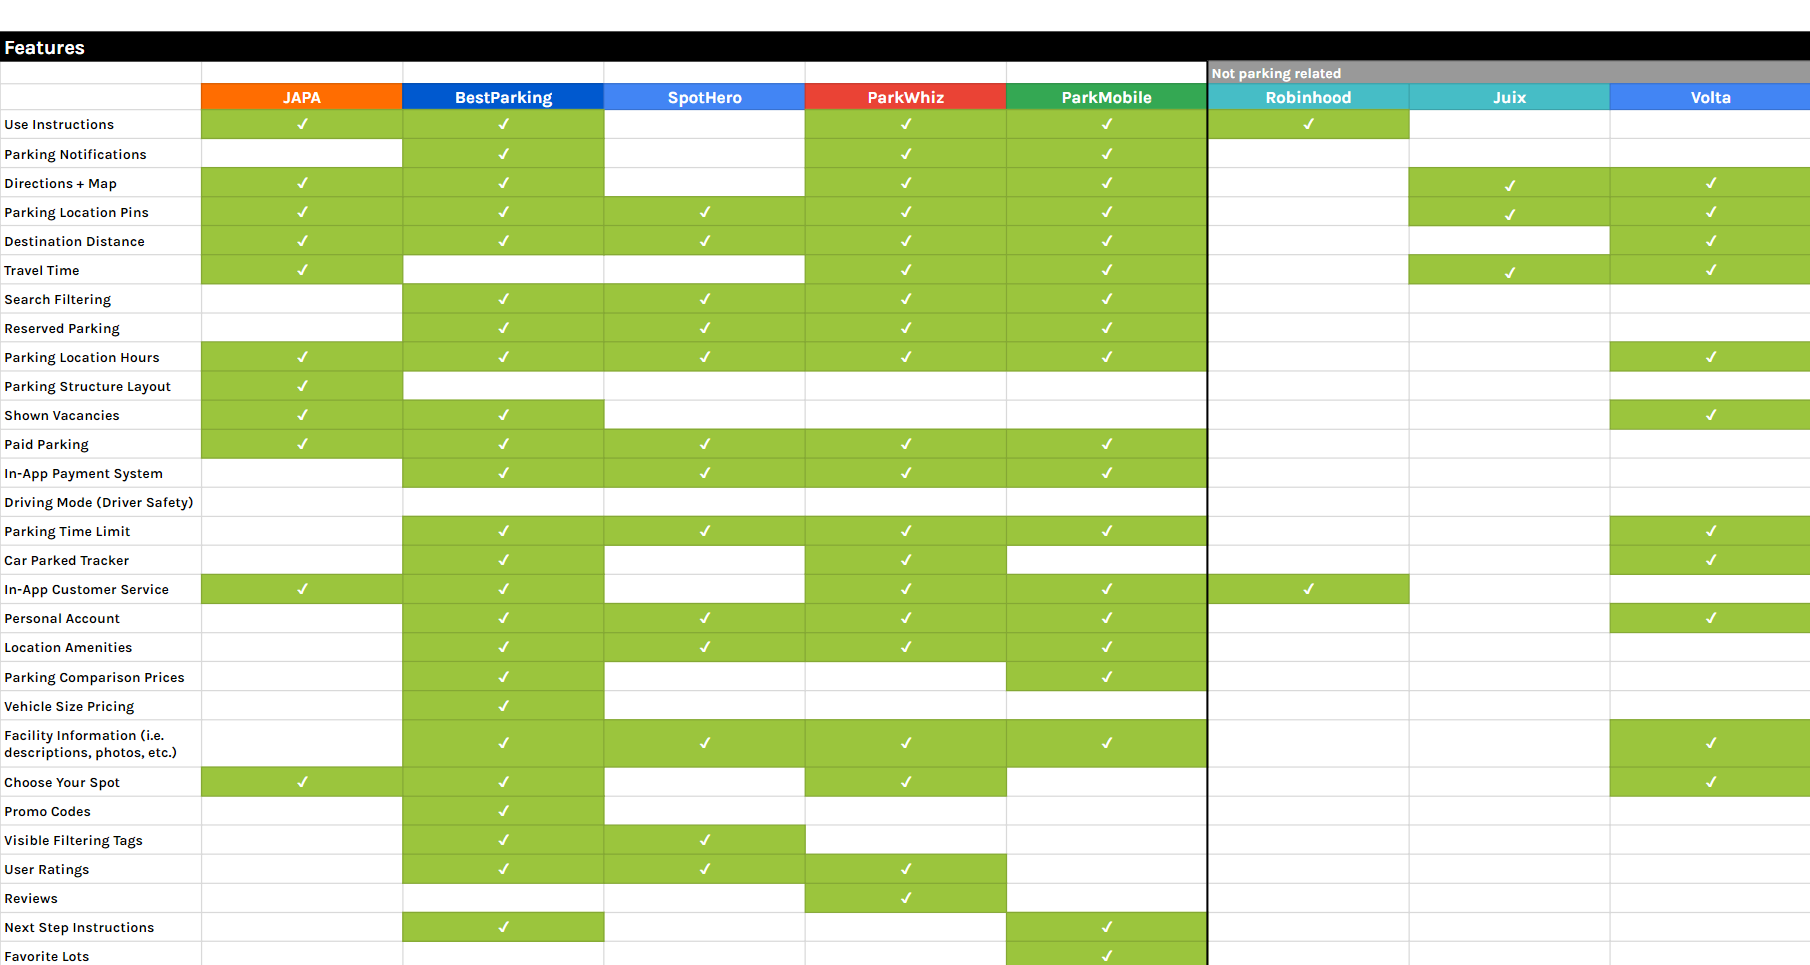 Features
Not parking related
JAPA BestParking SpotHero ParkWhiz ParkMobile Robinhood Juix Volta
Use Instructions ✓ ✓ ✓ ✓ ✓
Parking Notifications ✓ ✓ ✓
Directions + Map ✓ ✓ ✓ ✓ ✓ ✓
Parking Location Pins ✓ ✓ ✓ ✓ ✓ ✓ ✓
Destination Distance ✓ ✓ ✓ ✓ ✓ ✓
Travel Time ✓ ✓ ✓ ✓ ✓
Search Filtering ✓ ✓ ✓ ✓
Reserved Parking ✓ ✓ ✓ ✓
Parking Location Hours ✓ ✓ ✓ ✓ ✓ ✓
Parking Structure Layout ✓
Shown Vacancies ✓ ✓ ✓
Paid Parking ✓ ✓ ✓ ✓ ✓
In-App Payment System ✓ ✓ ✓ ✓
Driving Mode (Driver Safety)
Parking Time Limit ✓ ✓ ✓ ✓ ✓
Car Parked Tracker ✓ ✓ ✓
In-App Customer Service ✓ ✓ ✓ ✓ ✓
Personal Account ✓ ✓ ✓ ✓ ✓
Location Amenities ✓ ✓ ✓ ✓
Parking Comparison Prices ✓ ✓
Vehicle Size Pricing ✓
Facility Information (i.e.
descriptions, photos, etc.) ✓ ✓ ✓ ✓ ✓
Choose Your Spot ✓ ✓ ✓ ✓
Promo Codes ✓
Visible Filtering Tags ✓ ✓
User Ratings ✓ ✓ ✓
Reviews ✓
Next Step Instructions ✓ ✓
Favorite Lots ✓